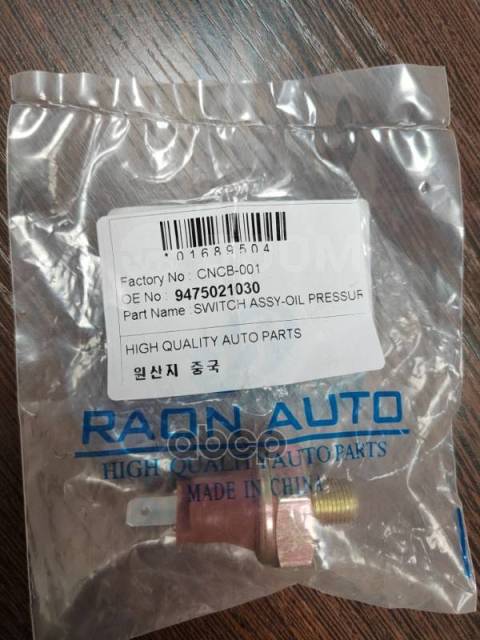 *01689504
Factory No : CNCB-001
OE No : 9475021030
Part Name : SWITCH ASSY-OIL PRESSUR
HIGH QUALITY AUTO PARTS
원산지 중국
RAON AUTO
HIGH QUALITY AUTO PARTS
MADE IN CHINA